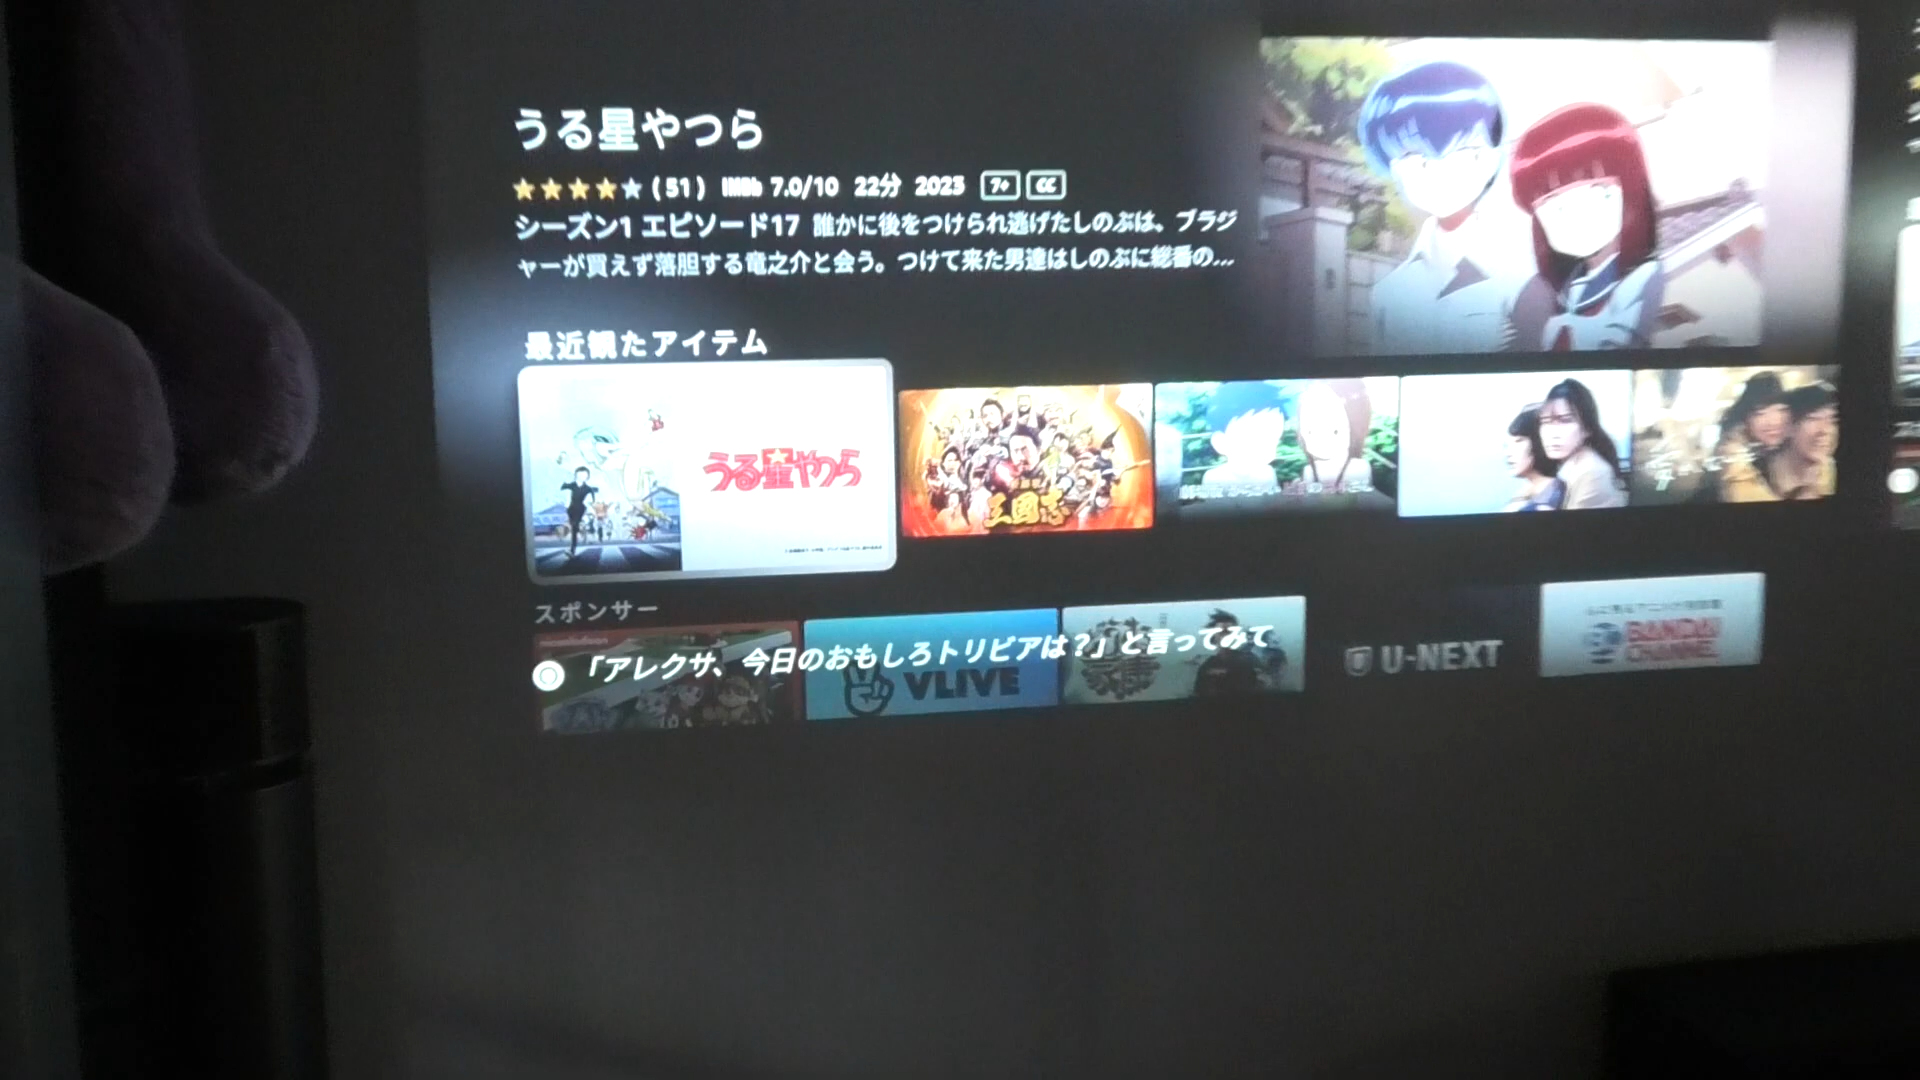 うる星やつら
(51) IMDb 7.0/10 22分 2023 7+ CC
シーズン1 エピソード17 誰かに後をつけられ逃げたしのぶは、ブラジ
ャーが買えず落胆する竜之介と会う。つけて来た男達はしのぶに総番の...
最近観たアイテム
うる星やつら
三國志
スポンサー
「アレクサ、今日のおもしろトリビアは？」と言ってみて
VLIVE
U-NEXT
BANDAI
CHANNEL